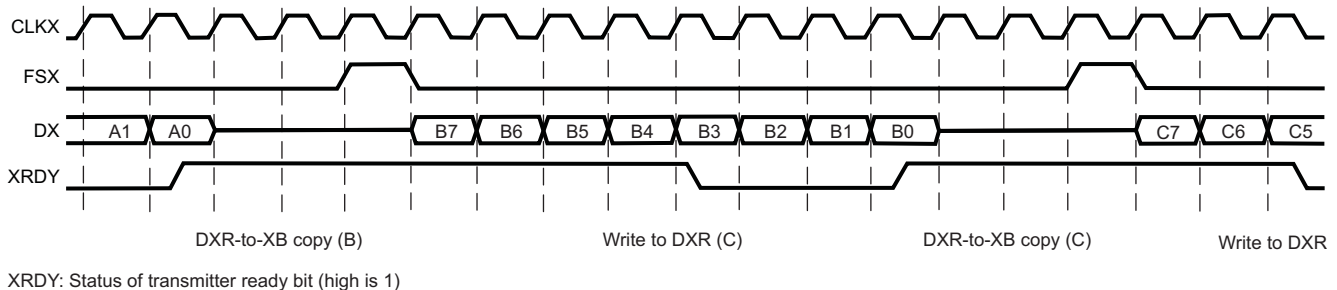 CLKX
FSX
DX A1 A0 B7 B6 B5 B4 B3 B2 B1 B0 C7 C6 C5
XRDY
DXR-to-XB copy (B) Write to DXR (C) DXR-to-XB copy (C) Write to DXR
XRDY: Status of transmitter ready bit (high is 1)